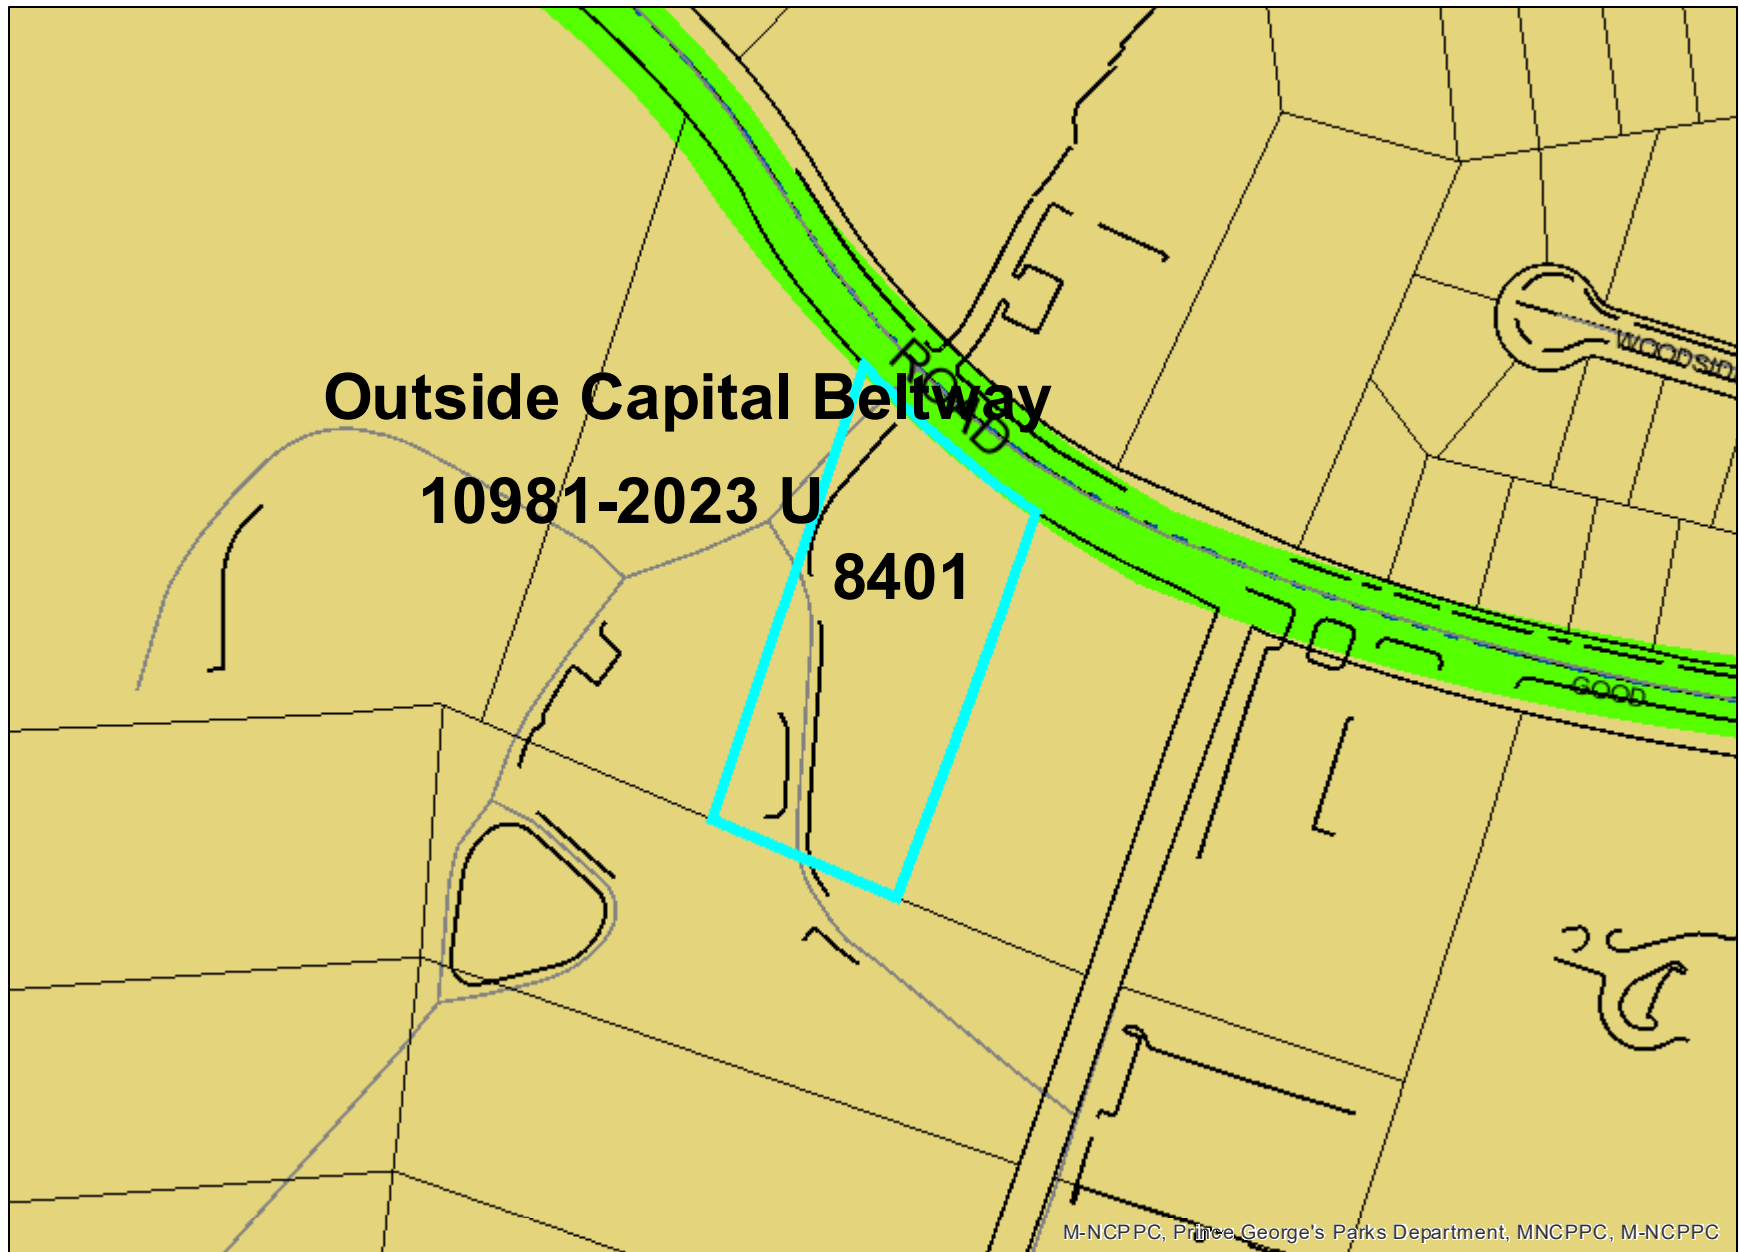 ROAD
WOODSID
Outside Capital Beltway
10981-2023 U
8401
GOOD
M-NCPPC, Prince George's Parks Department, MNCPPC, M-NCPPC